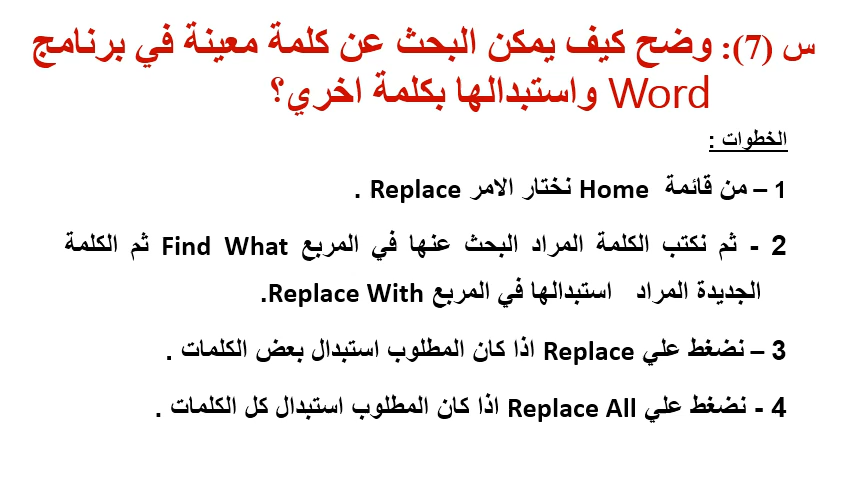 س (7): وضح كيف يمكن البحث عن كلمة معينة في برنامج
Word واستبدالها بكلمة اخري؟
الخطوات :
1 – من قائمة Home نختار الامر Replace .
2 - ثم نكتب الكلمة المراد البحث عنها في المربع Find What ثم الكلمة
الجديدة المراد استبدالها في المربع Replace With.
3 – نضغط علي Replace اذا كان المطلوب استبدال بعض الكلمات .
4 - نضغط علي Replace All اذا كان المطلوب استبدال كل الكلمات .